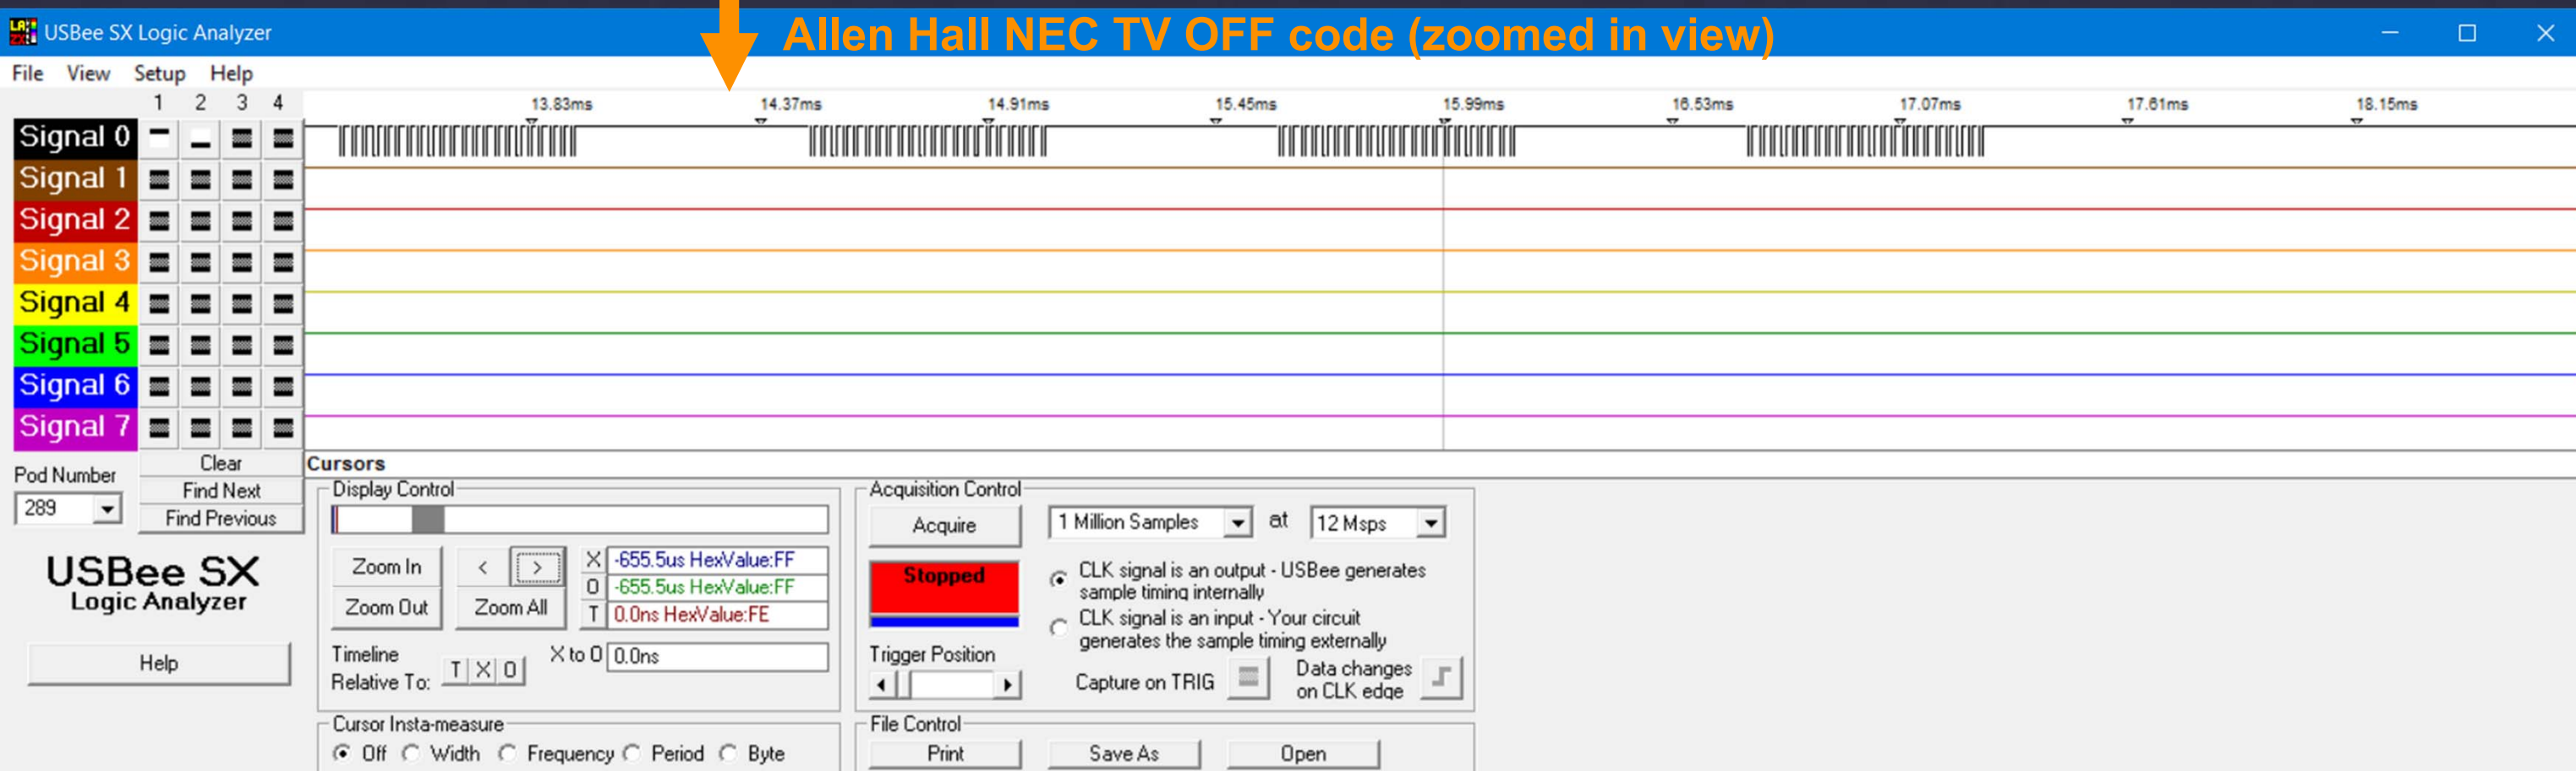 USBee SX Logic Analyzer
Allen Hall NEC TV OFF code (zoomed in view)
File View Setup Help
1 2 3 4
13.83ms 14.37ms 14.91ms 15.45ms 15.99ms 16.53ms 17.07ms 17.61ms 18.15ms
Signal 0
Signal 1
Signal 2
Signal 3
Signal 4
Signal 5
Signal 6
Signal 7
Pod Number
289
Clear
Find Next
Find Previous
USBee SX
Logic Analyzer
Help
Cursors
Display Control
Zoom In < >
Zoom Out Zoom All
X -655.5us HexValue:FF
O -655.5us HexValue:FF
T 0.0ns HexValue:FE
Timeline
Relative To: T X O
X to O 0.0ns
Cursor Insta-measure
Off Width Frequency Period Byte
Acquisition Control
Acquire 1 Million Samples at 12 Msps
Stopped
CLK signal is an output - USBee generates
sample timing internally
CLK signal is an input - Your circuit
generates the sample timing externally
Trigger Position
Capture on TRIG
Data changes
on CLK edge
File Control
Print Save As Open